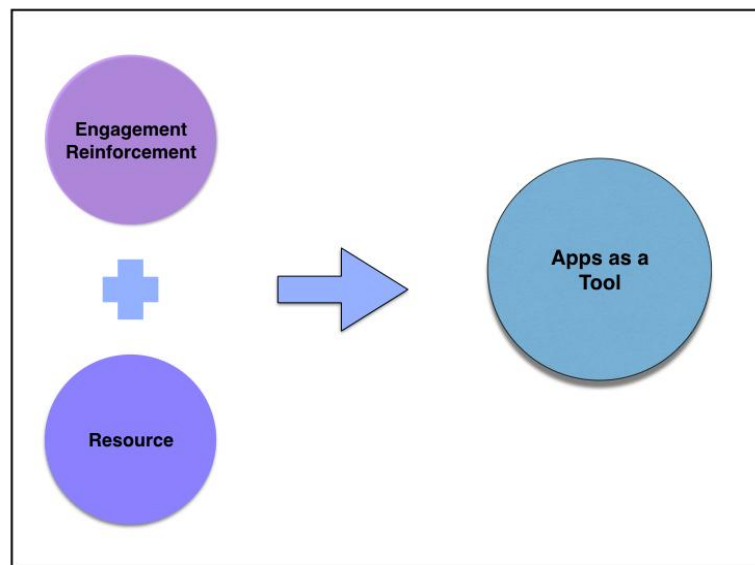 Engagement
Reinforcement
Resource
Apps as a
Tool